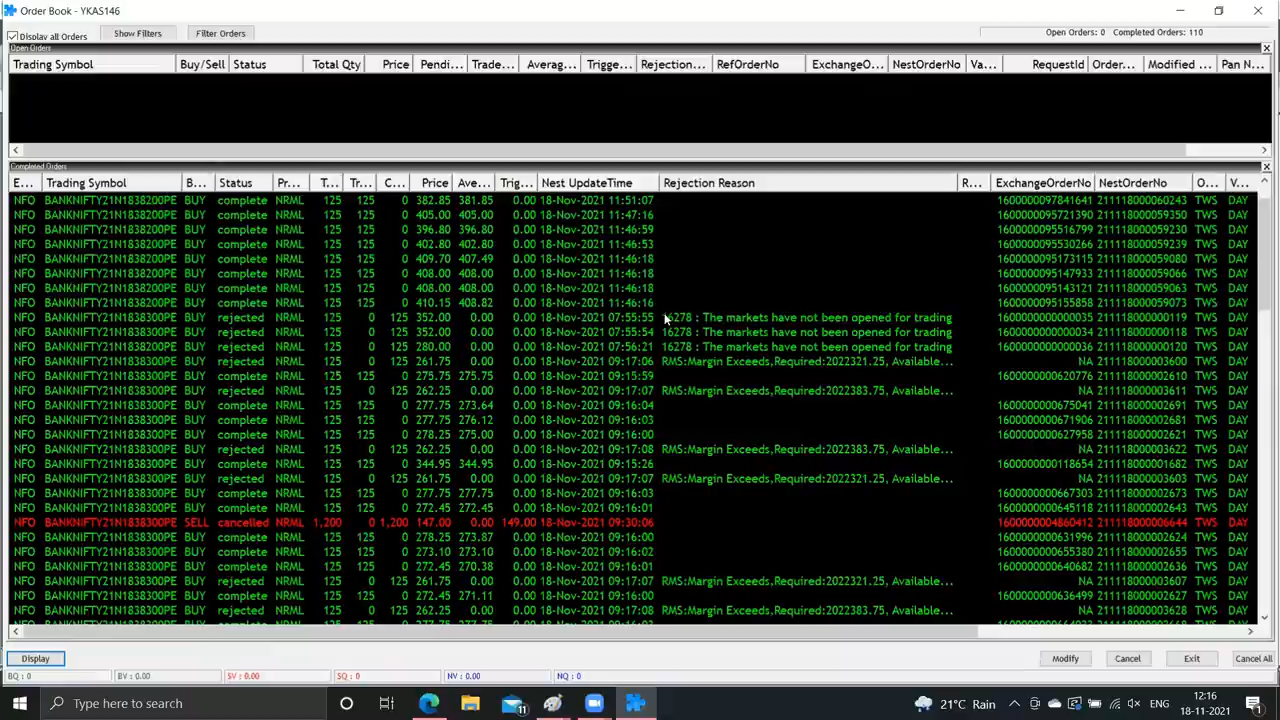 Order Book - YKAS146
Display all Orders Show Filters Filter Orders Open Orders: 0 Completed Orders: 110
Open Orders
Trading Symbol Buy/Sell Status Total Qty Price Pendi... Trade... Averag... Trigge... Rejection... RefOrderNo ExchangeO... NestOrderNo Va... RequestId Order... Modified ... Pan N...
Completed Orders
E... Trading Symbol B... Status Pr... T... Tr... C... Price Ave... Trig... Nest UpdateTime Rejection Reason R... ExchangeOrderNo NestOrderNo O... V...
NFO BANKNIFTY21N1838200PE BUY complete NRML 125 125 0 382.85 381.85 0.00 18-Nov-2021 11:51:07 1600000097841641 211118000060243 TWS DAY
NFO BANKNIFTY21N1838200PE BUY complete NRML 125 125 0 405.00 405.00 0.00 18-Nov-2021 11:47:16 1600000095721390 211118000059350 TWS DAY
NFO BANKNIFTY21N1838200PE BUY complete NRML 125 125 0 396.80 396.80 0.00 18-Nov-2021 11:46:59 1600000095516799 211118000059230 TWS DAY
NFO BANKNIFTY21N1838200PE BUY complete NRML 125 125 0 402.80 402.80 0.00 18-Nov-2021 11:46:53 1600000095530266 211118000059239 TWS DAY
NFO BANKNIFTY21N1838200PE BUY complete NRML 125 125 0 409.70 407.49 0.00 18-Nov-2021 11:46:18 1600000095173115 211118000059080 TWS DAY
NFO BANKNIFTY21N1838200PE BUY complete NRML 125 125 0 408.00 408.00 0.00 18-Nov-2021 11:46:18 1600000095147933 211118000059066 TWS DAY
NFO BANKNIFTY21N1838200PE BUY complete NRML 125 125 0 408.00 408.00 0.00 18-Nov-2021 11:46:18 1600000095143121 211118000059063 TWS DAY
NFO BANKNIFTY21N1838200PE BUY complete NRML 125 125 0 410.15 408.82 0.00 18-Nov-2021 11:46:16 1600000095155858 211118000059073 TWS DAY
NFO BANKNIFTY21N1838300PE BUY rejected NRML 125 0 125 352.00 0.00 0.00 18-Nov-2021 07:55:55 16278 : The markets have not been opened for trading 1600000000000035 211118000000119 TWS DAY
NFO BANKNIFTY21N1838300PE BUY rejected NRML 125 0 125 352.00 0.00 0.00 18-Nov-2021 07:55:54 16278 : The markets have not been opened for trading 1600000000000034 211118000000118 TWS DAY
NFO BANKNIFTY21N1838300PE BUY rejected NRML 125 0 125 280.00 0.00 0.00 18-Nov-2021 07:56:21 16278 : The markets have not been opened for trading 1600000000000036 211118000000120 TWS DAY
NFO BANKNIFTY21N1838300PE BUY rejected NRML 125 0 125 261.75 0.00 0.00 18-Nov-2021 09:17:06 RMS:Margin Exceeds,Required:2022321.25, Available... NA 211118000003600 TWS DAY
NFO BANKNIFTY21N1838300PE BUY complete NRML 125 125 0 275.75 275.75 0.00 18-Nov-2021 09:15:59 1600000000620776 211118000002610 TWS DAY
NFO BANKNIFTY21N1838300PE BUY rejected NRML 125 0 125 262.25 0.00 0.00 18-Nov-2021 09:17:07 RMS:Margin Exceeds,Required:2022383.75, Available... NA 211118000003611 TWS DAY
NFO BANKNIFTY21N1838300PE BUY complete NRML 125 125 0 277.75 273.64 0.00 18-Nov-2021 09:16:04 1600000000675041 211118000002691 TWS DAY
NFO BANKNIFTY21N1838300PE BUY complete NRML 125 125 0 277.75 276.12 0.00 18-Nov-2021 09:16:03 1600000000671906 211118000002681 TWS DAY
NFO BANKNIFTY21N1838300PE BUY complete NRML 125 125 0 278.25 275.00 0.00 18-Nov-2021 09:16:00 1600000000627958 211118000002621 TWS DAY
NFO BANKNIFTY21N1838300PE BUY rejected NRML 125 0 125 262.25 0.00 0.00 18-Nov-2021 09:17:08 RMS:Margin Exceeds,Required:2022383.75, Available... NA 211118000003622 TWS DAY
NFO BANKNIFTY21N1838300PE BUY complete NRML 125 125 0 344.95 344.95 0.00 18-Nov-2021 09:15:26 1600000000118654 211118000001682 TWS DAY
NFO BANKNIFTY21N1838300PE BUY rejected NRML 125 0 125 261.75 0.00 0.00 18-Nov-2021 09:17:07 RMS:Margin Exceeds,Required:2022321.25, Available... NA 211118000003603 TWS DAY
NFO BANKNIFTY21N1838300PE BUY complete NRML 125 125 0 277.75 277.75 0.00 18-Nov-2021 09:16:03 1600000000667303 211118000002673 TWS DAY
NFO BANKNIFTY21N1838300PE BUY complete NRML 125 125 0 272.45 272.45 0.00 18-Nov-2021 09:16:01 1600000000645118 211118000002643 TWS DAY
NFO BANKNIFTY21N1838300PE SELL cancelled NRML 1,200 0 1,200 147.00 0.00 149.00 18-Nov-2021 09:30:06 1600000004860412 211118000006644 TWS DAY
NFO BANKNIFTY21N1838300PE BUY complete NRML 125 125 0 278.25 273.87 0.00 18-Nov-2021 09:16:00 1600000000631996 211118000002624 TWS DAY
NFO BANKNIFTY21N1838300PE BUY complete NRML 125 125 0 273.10 273.10 0.00 18-Nov-2021 09:16:02 1600000000655380 211118000002655 TWS DAY
NFO BANKNIFTY21N1838300PE BUY complete NRML 125 125 0 272.45 270.38 0.00 18-Nov-2021 09:16:01 1600000000640682 211118000002636 TWS DAY
NFO BANKNIFTY21N1838300PE BUY rejected NRML 125 0 125 261.75 0.00 0.00 18-Nov-2021 09:17:07 RMS:Margin Exceeds,Required:2022321.25, Available... NA 211118000003607 TWS DAY
NFO BANKNIFTY21N1838300PE BUY complete NRML 125 125 0 272.45 271.11 0.00 18-Nov-2021 09:16:00 1600000000636499 211118000002627 TWS DAY
NFO BANKNIFTY21N1838300PE BUY rejected NRML 125 0 125 262.25 0.00 0.00 18-Nov-2021 09:17:08 RMS:Margin Exceeds,Required:2022383.75, Available... NA 211118000003628 TWS DAY
Display Modify Cancel Exit Cancel All
BQ : 0 BV : 0.00 SV : 0.00 SQ : 0 NV : 0.00 NQ : 0
Type here to search 11 21°C Rain ENG 12:16
18-11-2021 1